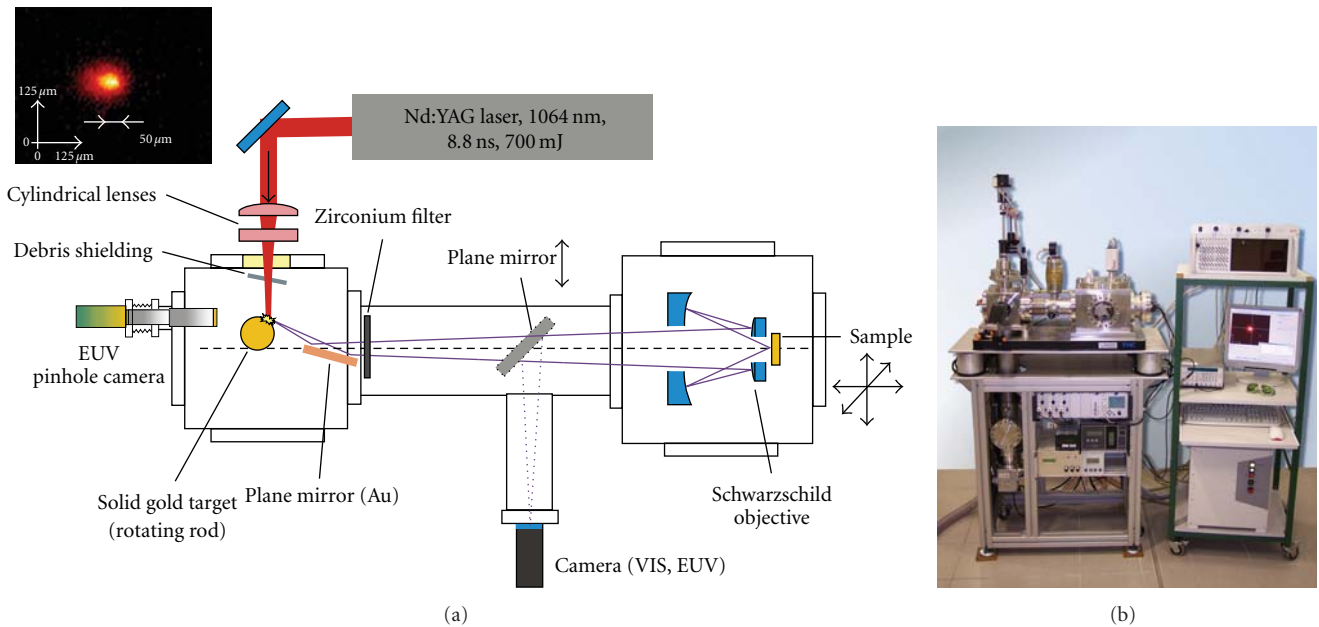 125 μm
0
0
125 μm
50 μm
Nd:YAG laser, 1064 nm,
8.8 ns, 700 mJ
Cylindrical lenses
Zirconium filter
Debris shielding
Plane mirror
EUV
pinhole camera
Sample
Solid gold target
(rotating rod)
Plane mirror (Au)
Schwarzschild
objective
Camera (VIS, EUV)
(a)
(b)